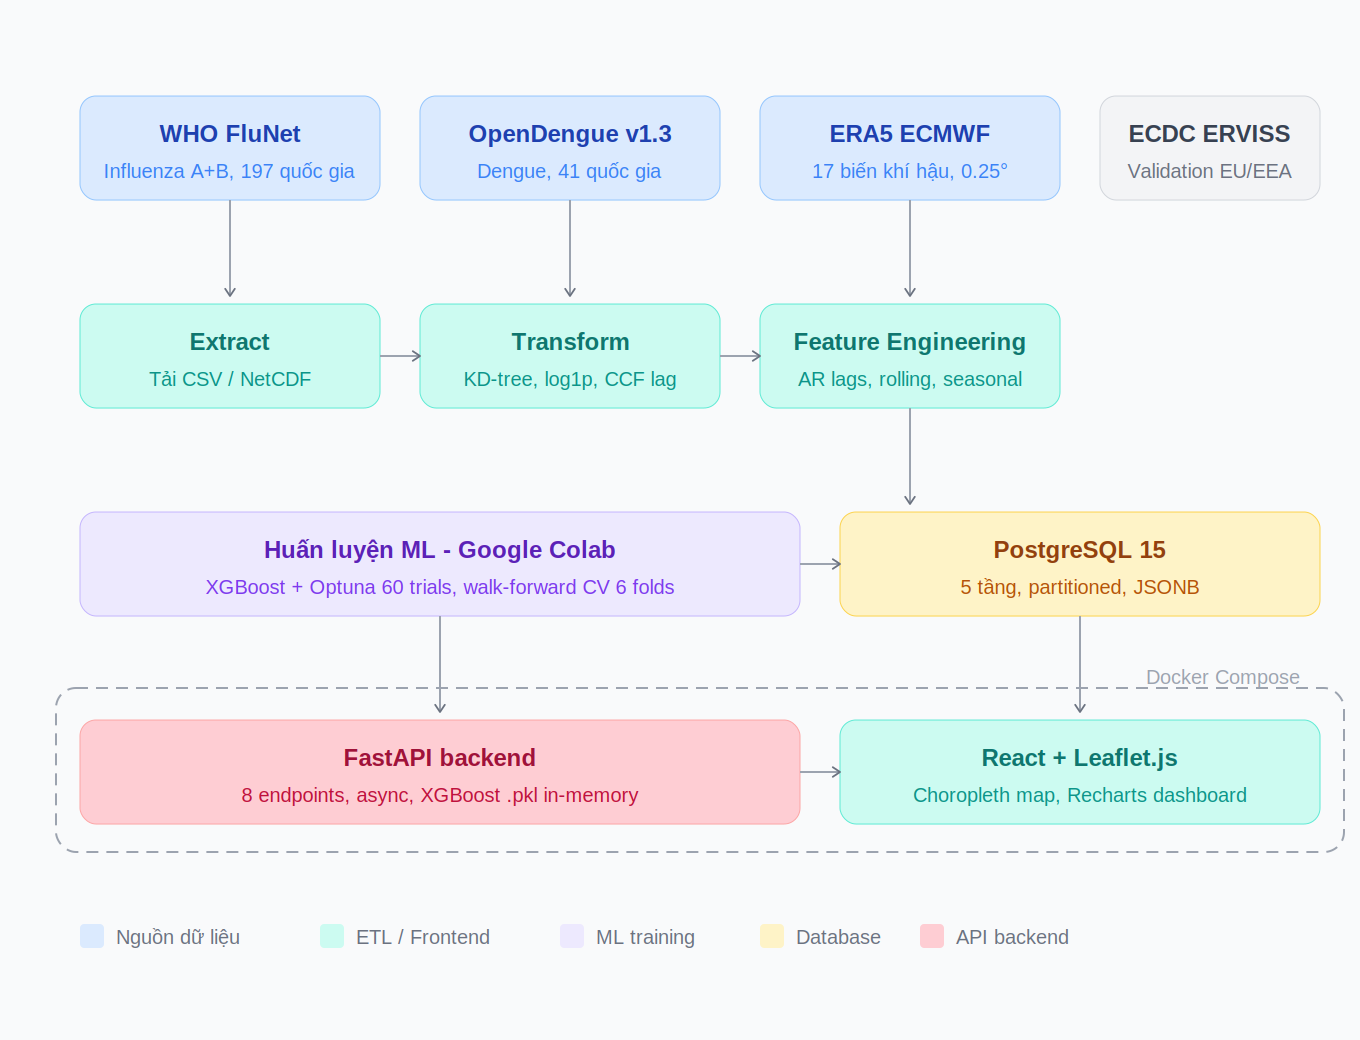 WHO FluNet
Influenza A+B, 197 quốc gia
OpenDengue v1.3
Dengue, 41 quốc gia
ERA5 ECMWF
17 biến khí hậu, 0.25°
ECDC ERVISS
Validation EU/EEA
Extract
Tải CSV / NetCDF
Transform
KD-tree, log1p, CCF lag
Feature Engineering
AR lags, rolling, seasonal
Huấn luyện ML - Google Colab
XGBoost + Optuna 60 trials, walk-forward CV 6 folds
PostgreSQL 15
5 tầng, partitioned, JSONB
Docker Compose
FastAPI backend
8 endpoints, async, XGBoost .pkl in-memory
React + Leaflet.js
Choropleth map, Recharts dashboard
Nguồn dữ liệu
ETL / Frontend
ML training
Database
API backend